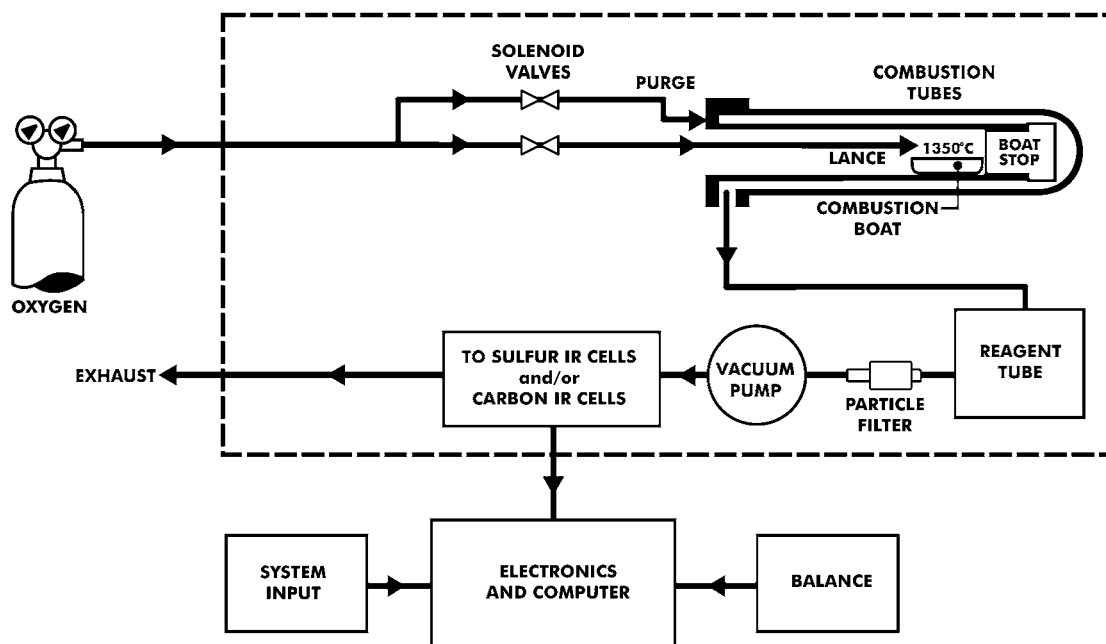 SOLENOID
VALVES
PURGE
COMBUSTION
TUBES
LANCE
1350°C
BOAT
STOP
COMBUSTION
BOAT
OXYGEN
EXHAUST
TO SULFUR IR CELLS
and/or
CARBON IR CELLS
VACUUM
PUMP
PARTICLE
FILTER
REAGENT
TUBE
SYSTEM
INPUT
ELECTRONICS
AND COMPUTER
BALANCE